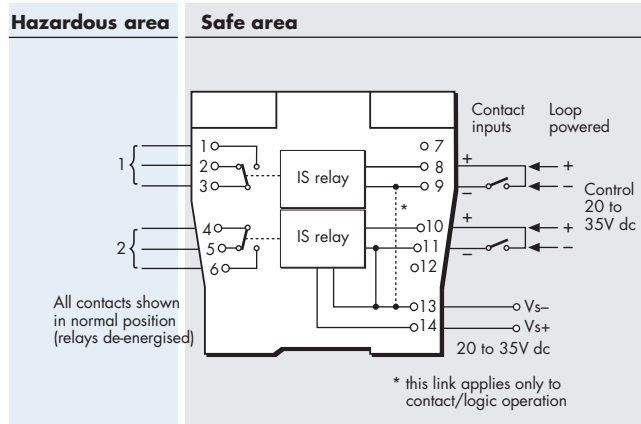 Hazardous area
Safe area
Contact inputs
Loop powered
1
1
2
3
IS relay
7
8
9
+
–
+
–
Control
20 to
35V dc
*
2
4
5
6
IS relay
10
11
12
+
–
+
–
All contacts shown
in normal position
(relays de-energised)
13
14
Vs–
Vs+
20 to 35V dc
* this link applies only to
contact/logic operation